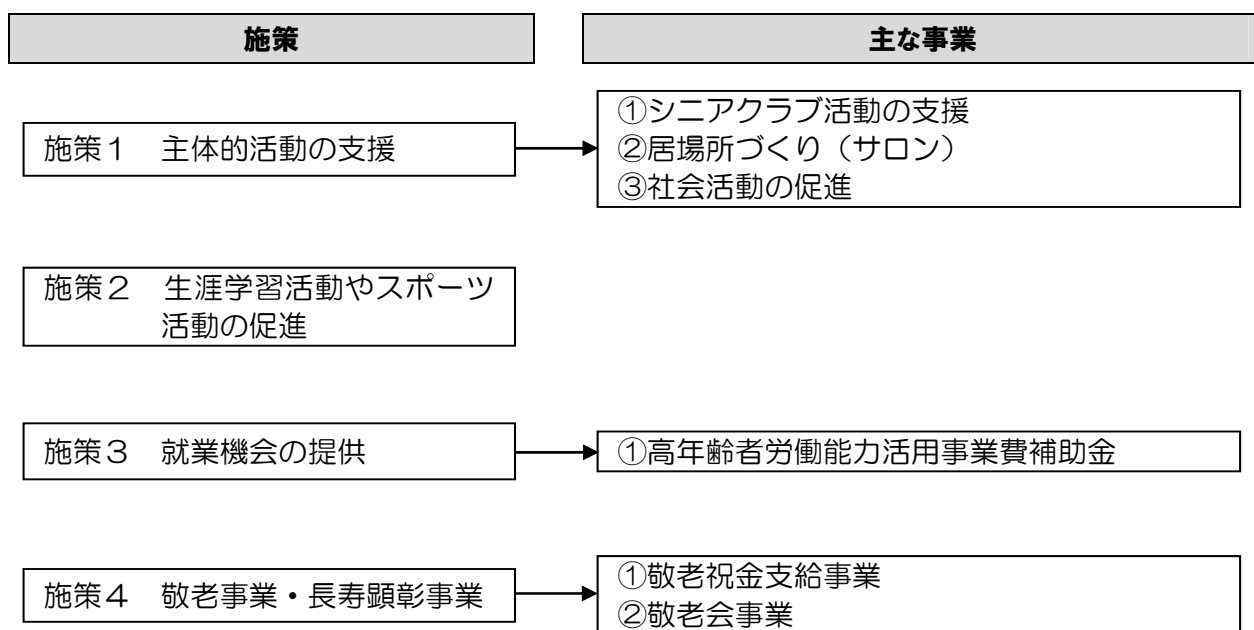 施策
主な事業
施策1 主体的活動の支援
①シニアクラブ活動の支援
②居場所づくり（サロン）
③社会活動の促進
施策2 生涯学習活動やスポーツ
活動の促進
施策3 就業機会の提供
①高年齢者労働能力活用事業費補助金
施策4 敬老事業・長寿顕彰事業
①敬老祝金支給事業
②敬老会事業